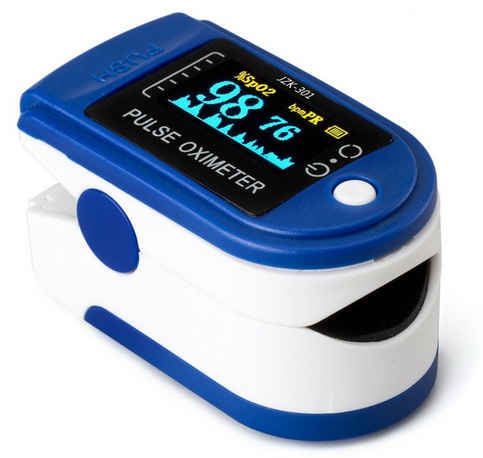 PUSH
JZK-301
%SpO2
bpmPR
98 76
PULSE OXIMETER